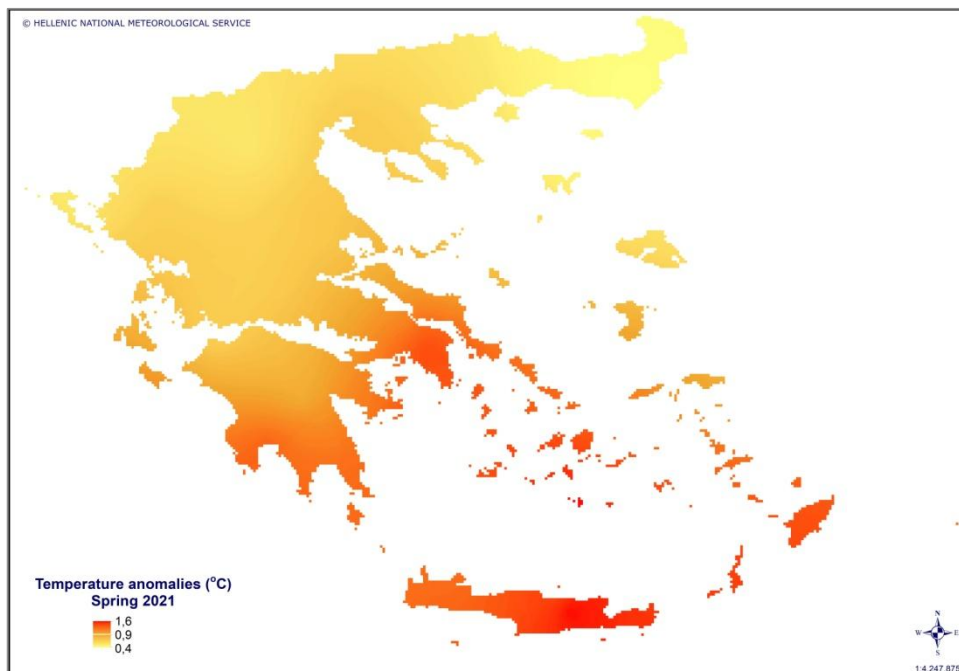 © HELLENIC NATIONAL METEOROLOGICAL SERVICE
Temperature anomalies (°C)
Spring 2021
1,6
0,9
0,4
N
W E
S
1:4 247 875